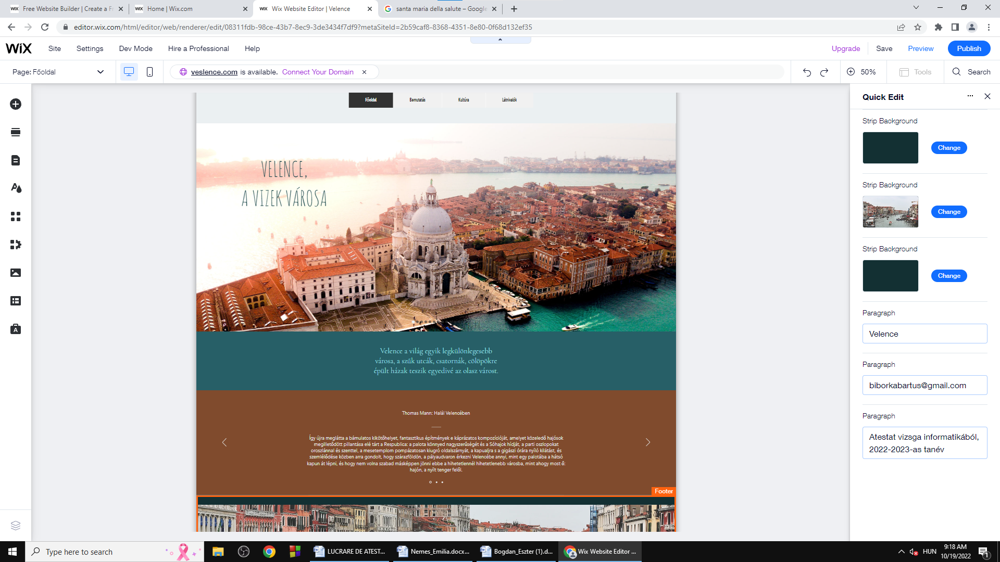 Free Website Builder | Create a Fr
Home | Wix.com
Wix Website Editor | Velence
santa maria della salute – Google
editor.wix.com/html/editor/web/renderer/edit/08311fdb-98ce-43b7-8ec9-3de3434f7df9?metaSiteId=2b59caf8-8368-4351-8e80-0f68d132ef35
WIX Site Settings Dev Mode Hire a Professional Help Upgrade Save Preview Publish
Page: Főoldal veslence.com is available. Connect Your Domain 50% Tools Search
Főoldal Bemutatás Kultúra Látnivalók
VELENCE,
A VIZEK VÁROSA
Velence a világ egyik legkülönlegesebb
városa, a szűk utcák, csatornák, cölöpökre
épült házak teszik egyedivé az olasz várost.
Thomas Mann: Halál Velencében
Így újra meglátta a bámulatos kikötőhelyet, fantasztikus építmények e káprázatos kompozícióját, amelyet közeledő hajósok
megilletődött pillantása elé tárt a Respublica: a palota könnyed nagyszerűségét és a Sóhajok hídját, a parti oszlopokat
oroszlánnal és szenttel, a mesetemplom pompázatosan kiugró oldalszárnyát, a kapualjra s a gigászi órára nyíló kilátást, és
szemlélődése közben arra gondolt, hogy szárazföldön, a pályaudvaron érkezni Velencébe annyi, mint egy palotába a hátsó
kapun át lépni, és hogy nem volna szabad másképpen jönni ebbe a hihetetlennél hihetetlenebb városba, mint ahogy most ő:
hajón, a nyílt tenger felől.
Footer
Quick Edit
Strip Background
Change
Strip Background
Change
Strip Background
Change
Paragraph
Velence
Paragraph
biborkabartus@gmail.com
Paragraph
Atestat vizsga informatikából,
2022-2023-as tanév
Type here to search
LUCRARE DE ATEST...
Nemes_Emilia.docx...
Bogdan_Eszter (1).d...
Wix Website Editor ...
HUN
9:18 AM
10/19/2022
1